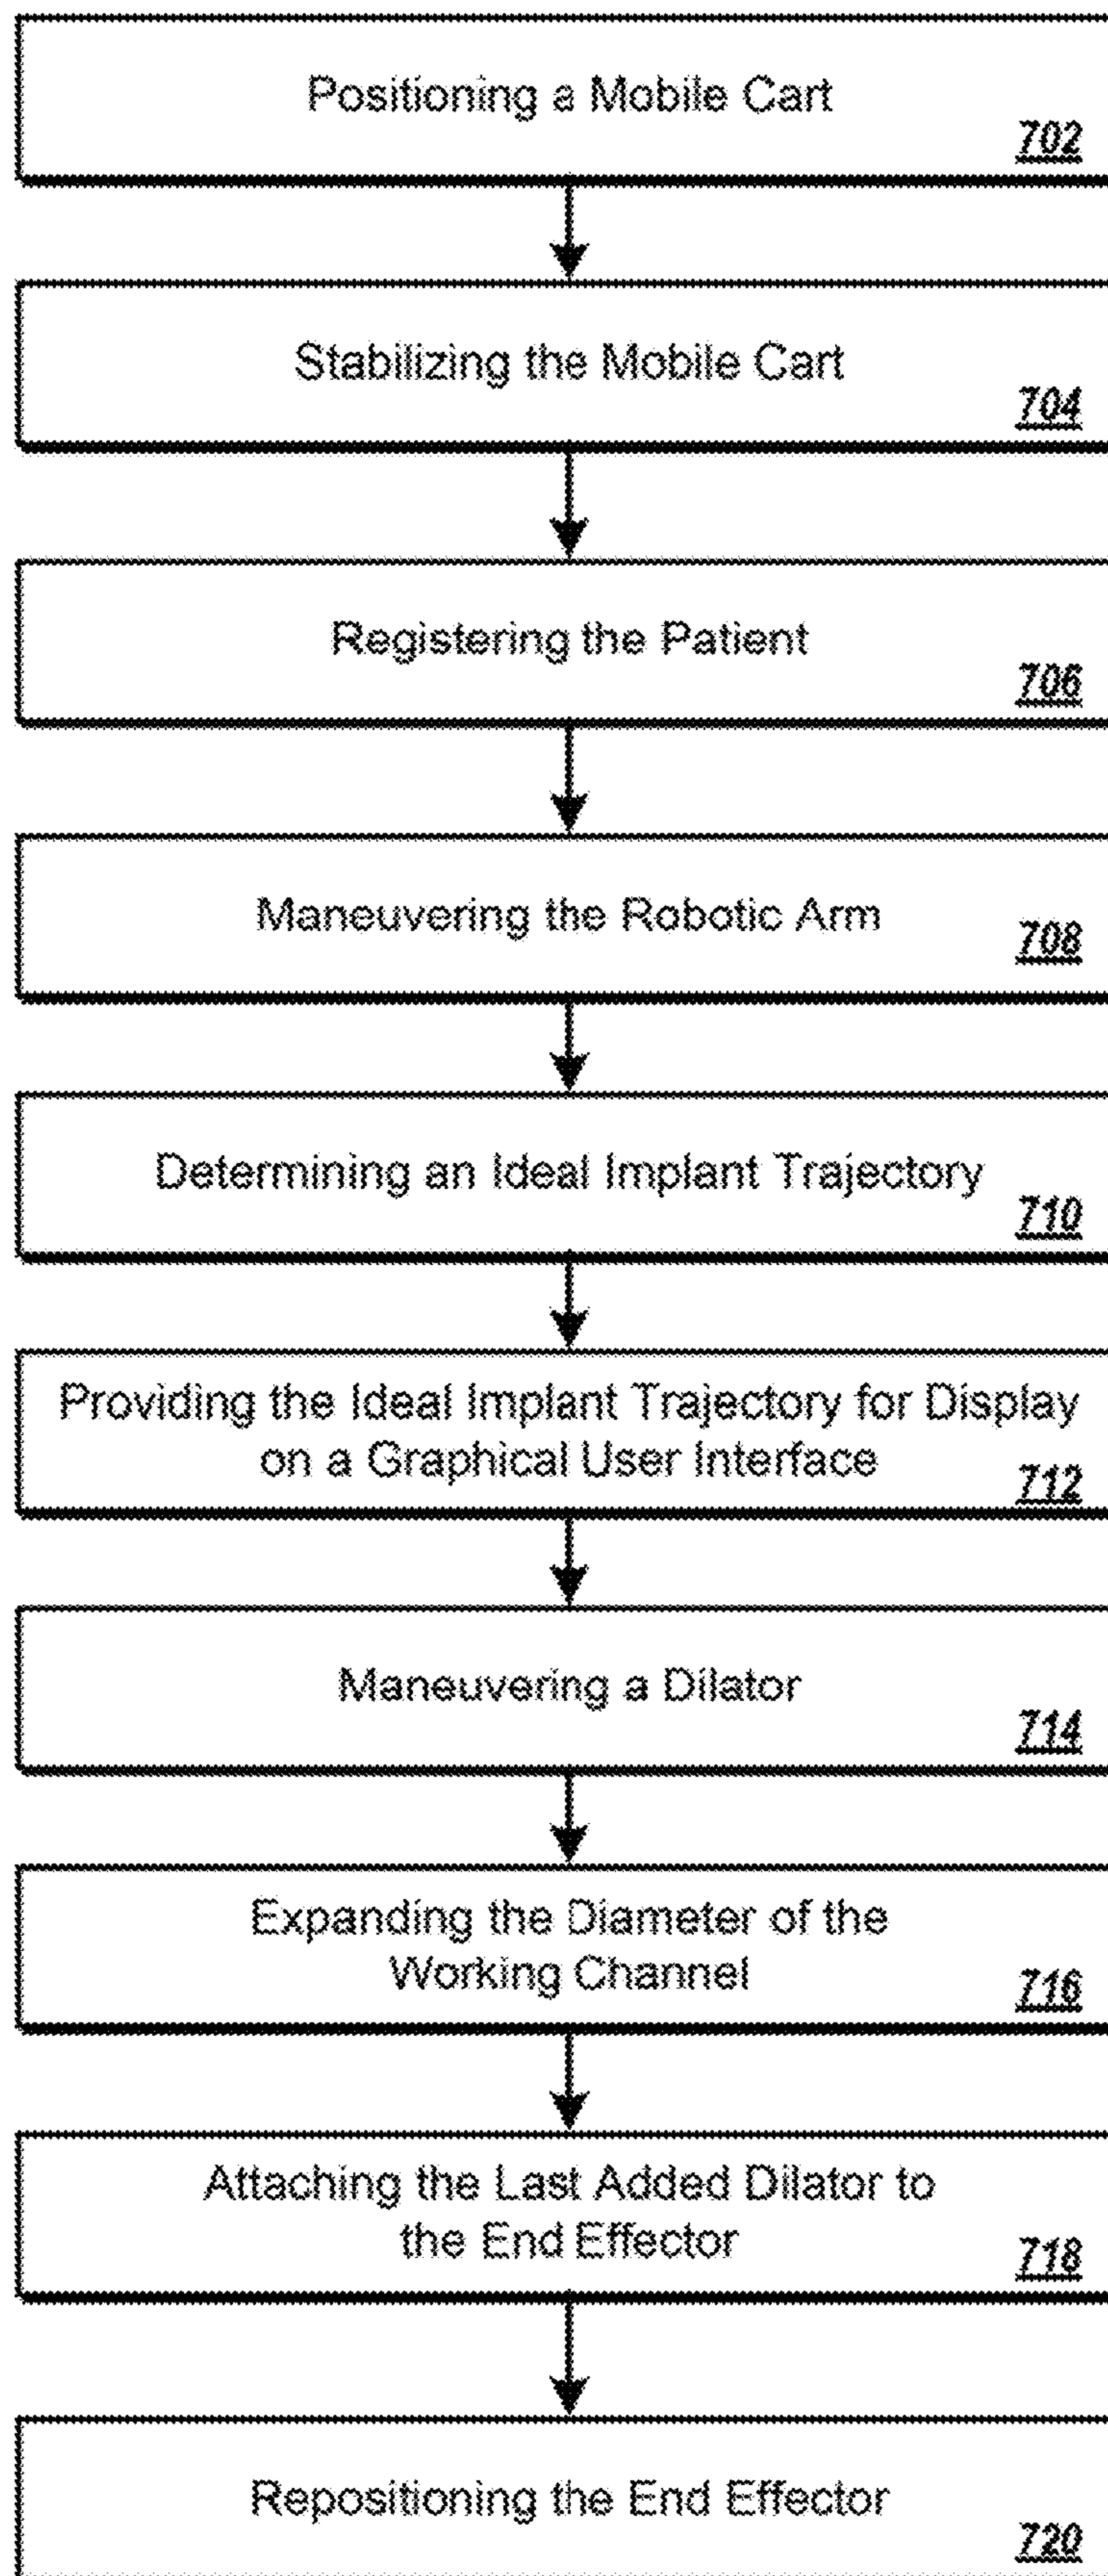 Positioning a Mobile Cart
702
Stabilizing the Mobile Cart
704
Registering the Patient
706
Maneuvering the Robotic Arm
708
Determining an Ideal Implant Trajectory
710
Providing the Ideal Implant Trajectory for Display
on a Graphical User Interface
712
Maneuvering a Dilator
714
Expanding the Diameter of the
Working Channel
716
Attaching the Last Added Dilator to
the End Effector
718
Repositioning the End Effector
720